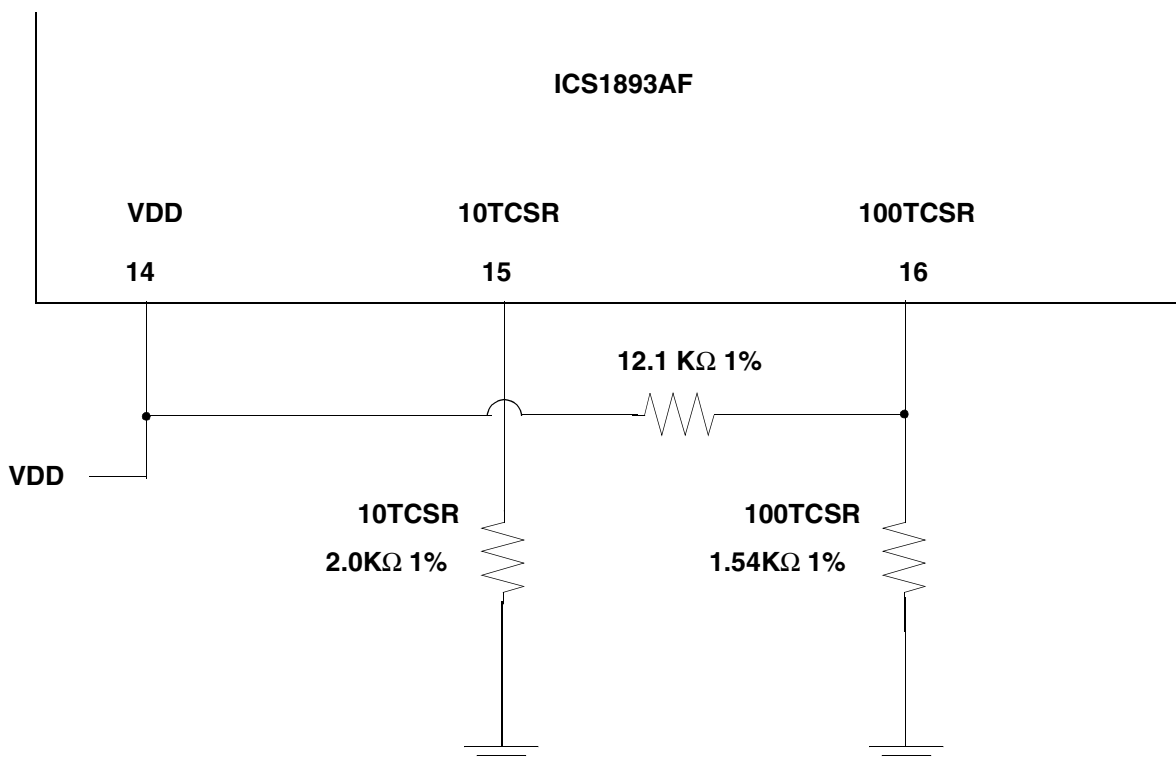 ICS1893AF
VDD 10TCSR 100TCSR
14 15 16
12.1 KΩ 1%
VDD
10TCSR 100TCSR
2.0KΩ 1% 1.54KΩ 1%